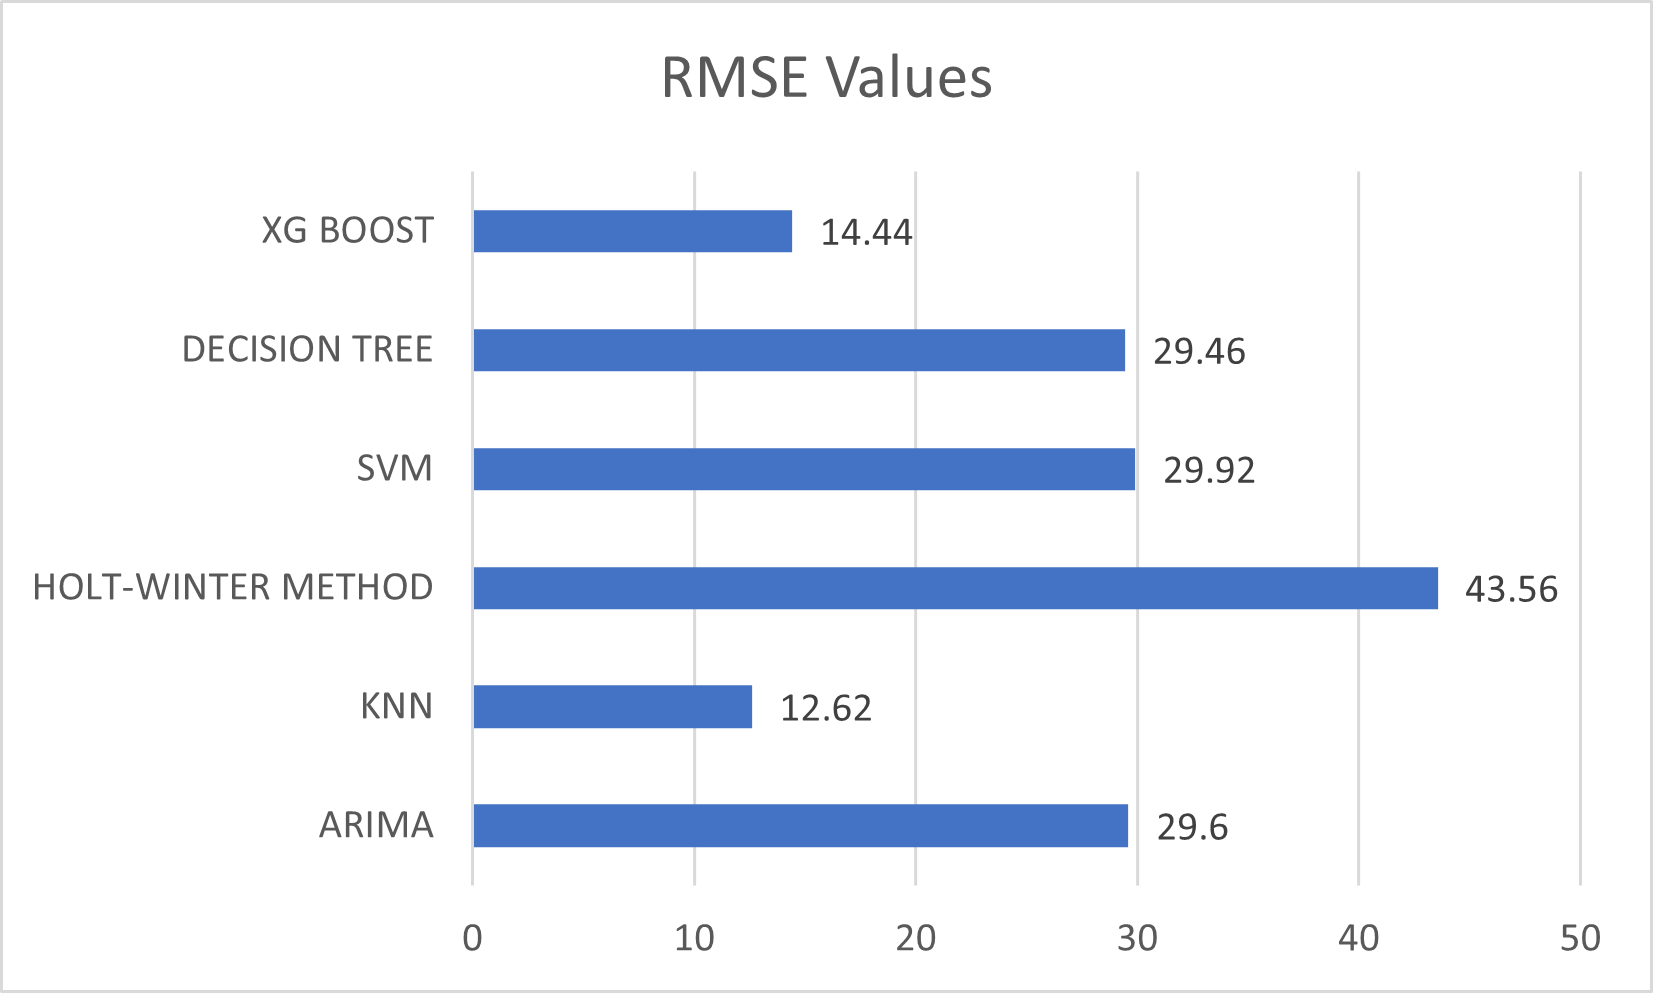 RMSE Values
XG BOOST 14.44
DECISION TREE 29.46
SVM 29.92
HOLT-WINTER METHOD 43.56
KNN 12.62
ARIMA 29.6
0 10 20 30 40 50